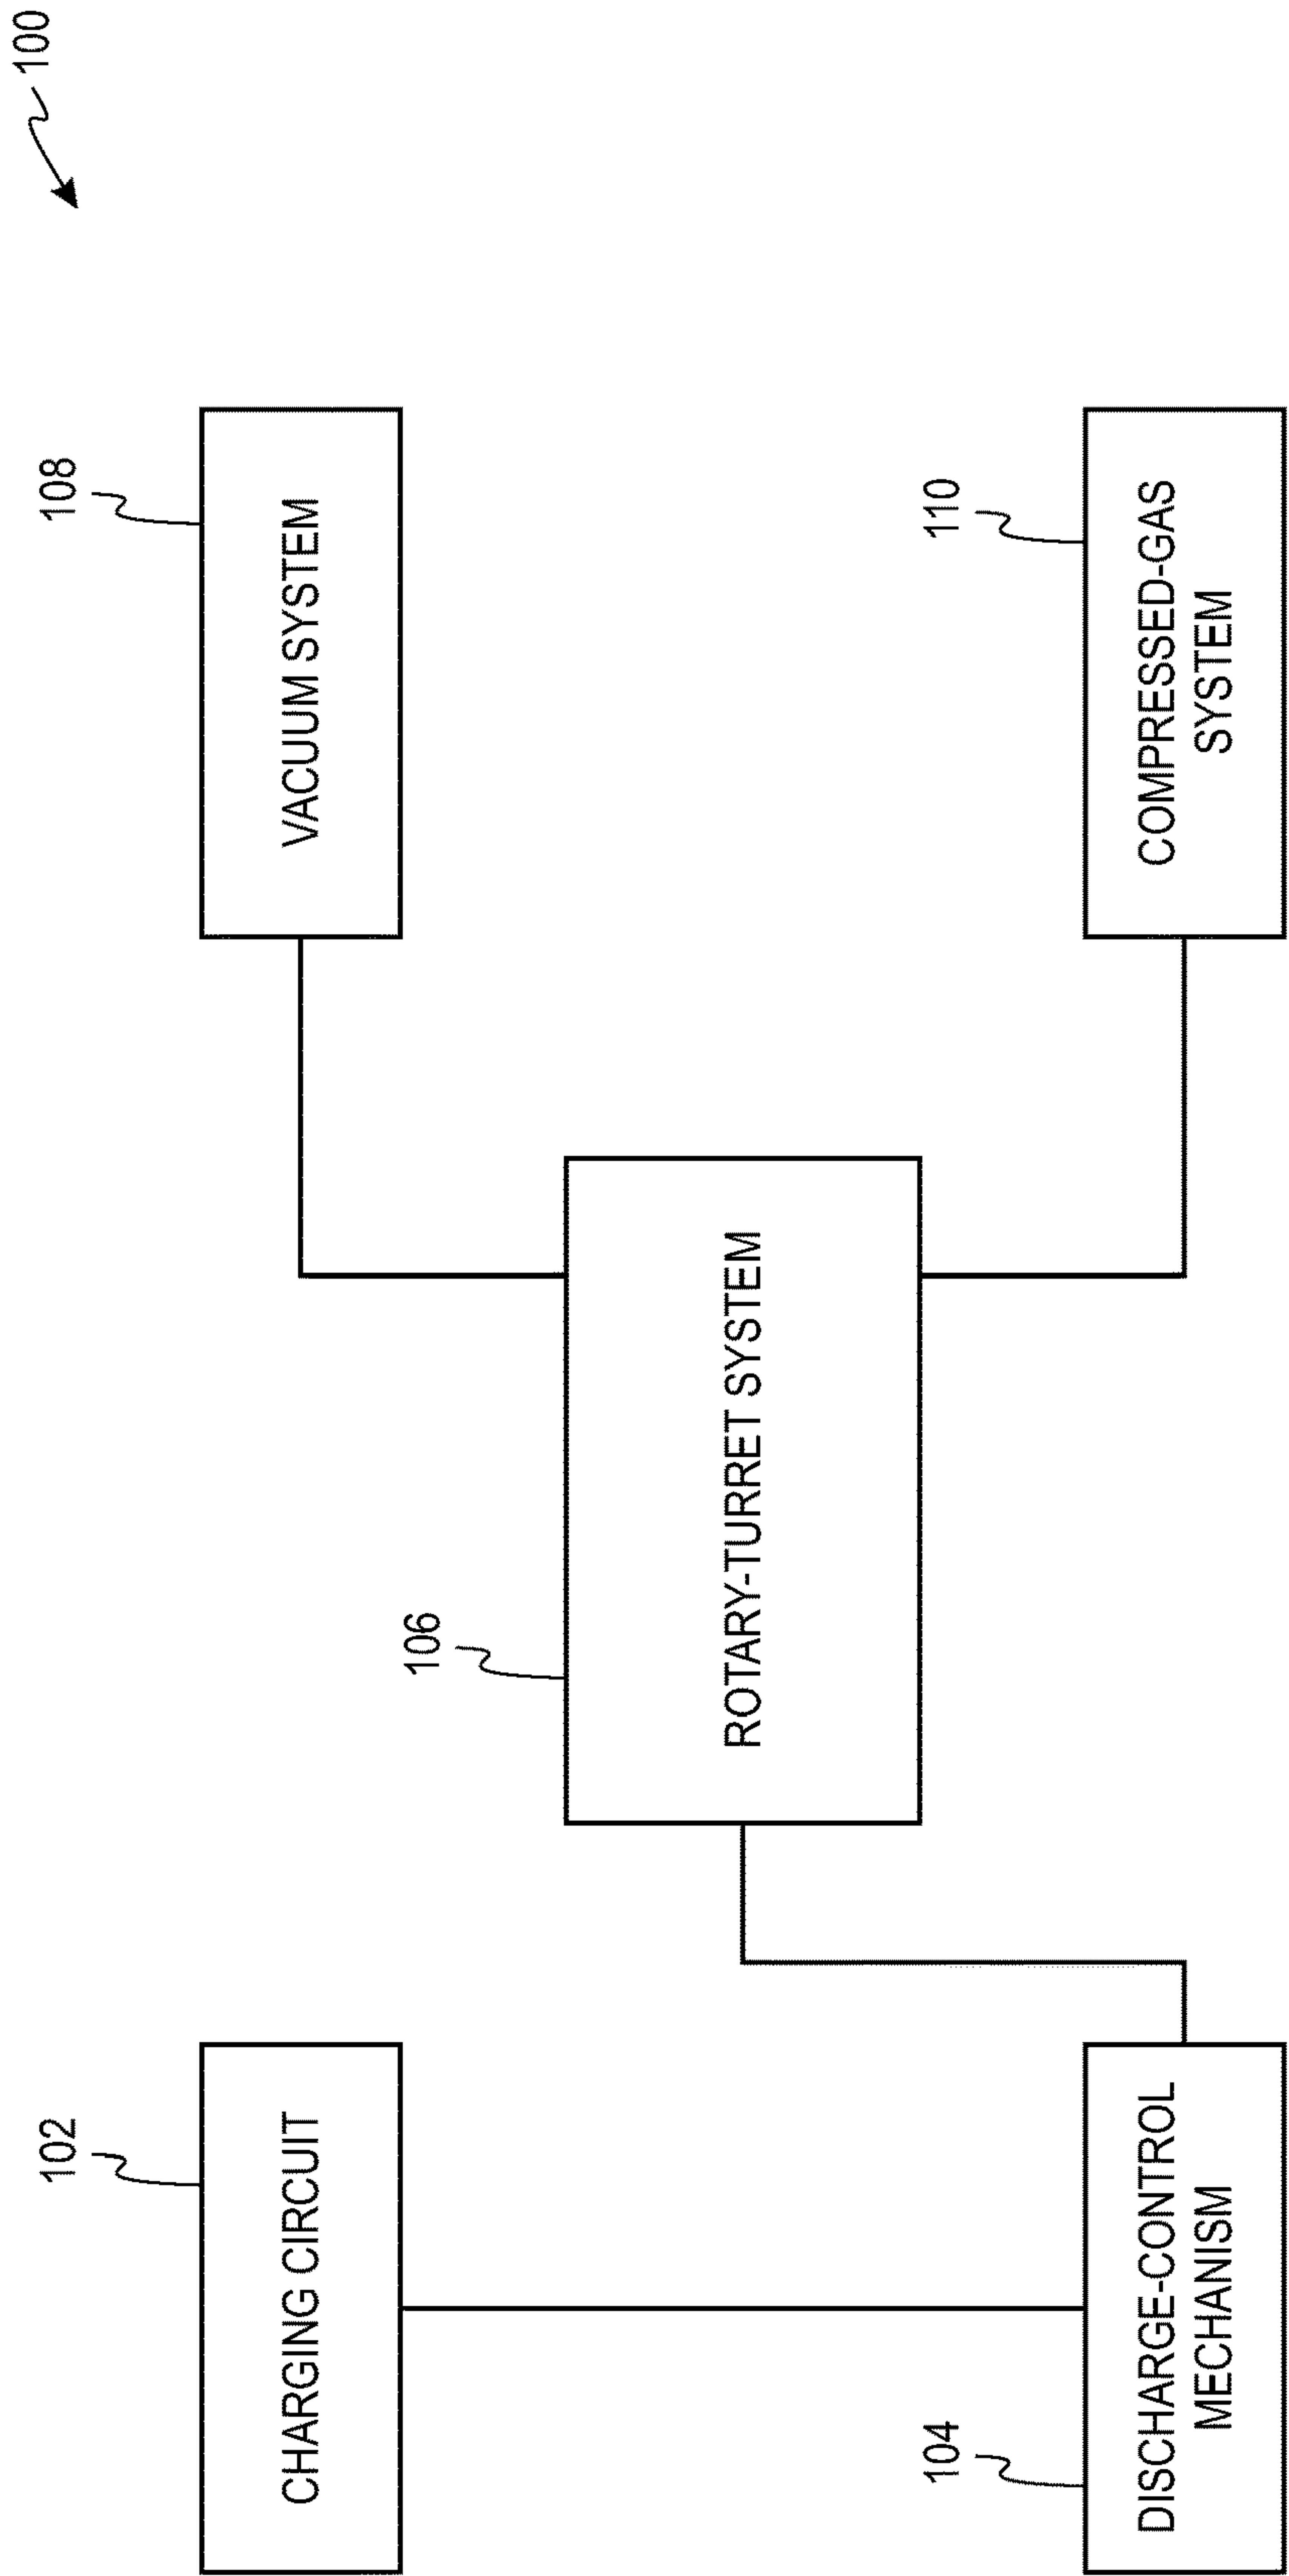 100
102
CHARGING CIRCUIT
108
VACUUM SYSTEM
106
ROTARY-TURRET SYSTEM
104
DISCHARGE-CONTROL
MECHANISM
110
COMPRESSED-GAS
SYSTEM